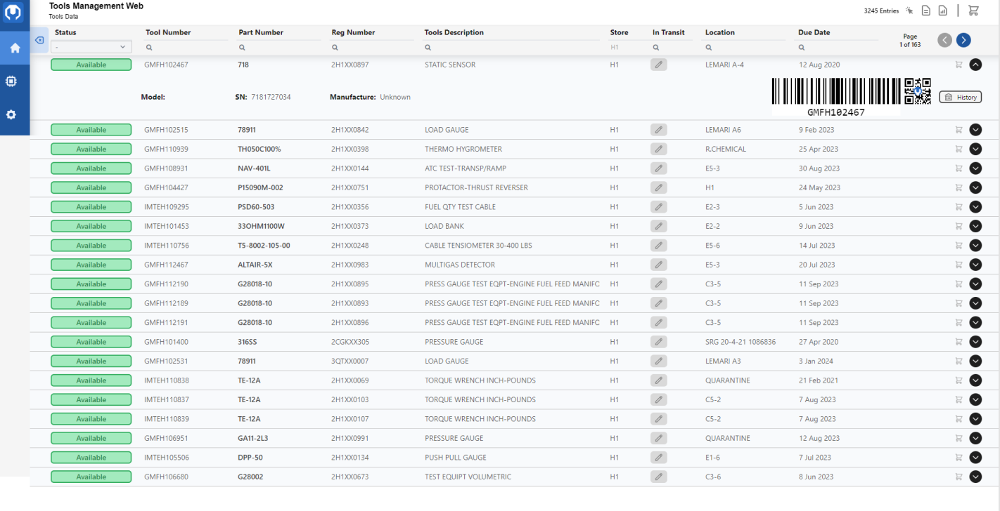 Tools Management Web
Tools Data
3245 Entries
Status Tool Number Part Number Reg Number Tools Description Store In Transit Location Due Date Page
1 of 163
- H1
Available GMFH102467 718 2H1XX0897 STATIC SENSOR H1 LEMARI A-4 12 Aug 2020
Model: SN: 7181727034 Manufacture: Unknown GMFH102467 History
Available GMFH102515 78911 2H1XX0842 LOAD GAUGE H1 LEMARI A6 9 Feb 2023
Available GMFH110939 TH050C100% 2H1XX0398 THERMO HYGROMETER H1 R.CHEMICAL 25 Apr 2023
Available GMFH108931 NAV-401L 2H1XX0144 ATC TEST-TRANSP/RAMP H1 E5-3 30 Aug 2023
Available GMFH104427 P15090M-002 2H1XX0751 PROTACTOR-THRUST REVERSER H1 H1 24 May 2023
Available IMTEH109295 PSD60-503 2H1XX0356 FUEL QTY TEST CABLE H1 E2-3 5 Jun 2023
Available IMTEH101453 33OHM1100W 2H1XX0373 LOAD BANK H1 E2-2 9 Jun 2023
Available IMTEH110756 T5-8002-105-00 2H1XX0248 CABLE TENSIOMETER 30-400 LBS H1 E5-6 14 Jul 2023
Available GMFH112467 ALTAIR-5X 2H1XX0983 MULTIGAS DETECTOR H1 E5-3 20 Jul 2023
Available GMFH112190 G28018-10 2H1XX0895 PRESS GAUGE TEST EQPT-ENGINE FUEL FEED MANIFC H1 C3-5 11 Sep 2023
Available GMFH112189 G28018-10 2H1XX0893 PRESS GAUGE TEST EQPT-ENGINE FUEL FEED MANIFC H1 C3-5 11 Sep 2023
Available GMFH112191 G28018-10 2H1XX0896 PRESS GAUGE TEST EQPT-ENGINE FUEL FEED MANIFC H1 C3-5 11 Sep 2023
Available GMFH101400 316SS 2CGKXX305 PRESSURE GAUGE H1 SRG 20-4-21 1086836 27 Apr 2020
Available GMFH102531 78911 3QTXX0007 LOAD GAUGE H1 LEMARI A3 3 Jan 2024
Available IMTEH110838 TE-12A 2H1XX0069 TORQUE WRENCH INCH-POUNDS H1 QUARANTINE 21 Feb 2021
Available IMTEH110837 TE-12A 2H1XX0103 TORQUE WRENCH INCH-POUNDS H1 C5-2 7 Aug 2023
Available IMTEH110839 TE-12A 2H1XX0107 TORQUE WRENCH INCH-POUNDS H1 C5-2 7 Aug 2023
Available GMFH106951 GA11-2L3 2H1XX0991 PRESSURE GAUGE H1 QUARANTINE 12 Aug 2023
Available IMTEH105506 DPP-50 2H1XX0134 PUSH PULL GAUGE H1 E1-6 7 Jul 2023
Available GMFH106680 G28002 2H1XX0673 TEST EQUIPT VOLUMETRIC H1 C3-6 8 Jun 2023